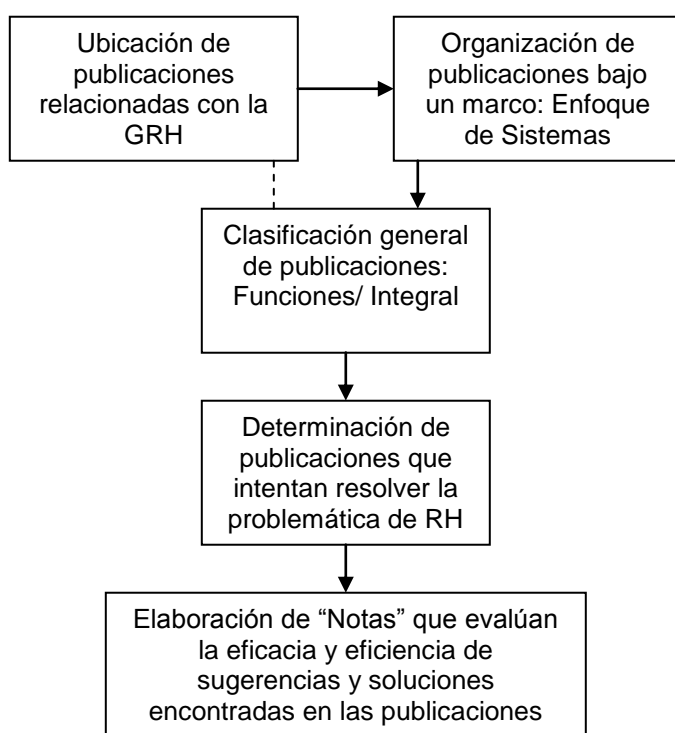 Ubicación de
publicaciones
relacionadas con la
GRH
Organización de
publicaciones bajo
un marco: Enfoque
de Sistemas
Clasificación general
de publicaciones:
Funciones/ Integral
Determinación de
publicaciones que
intentan resolver la
problemática de RH
Elaboración de “Notas” que evalúan
la eficacia y eficiencia de
sugerencias y soluciones
encontradas en las publicaciones